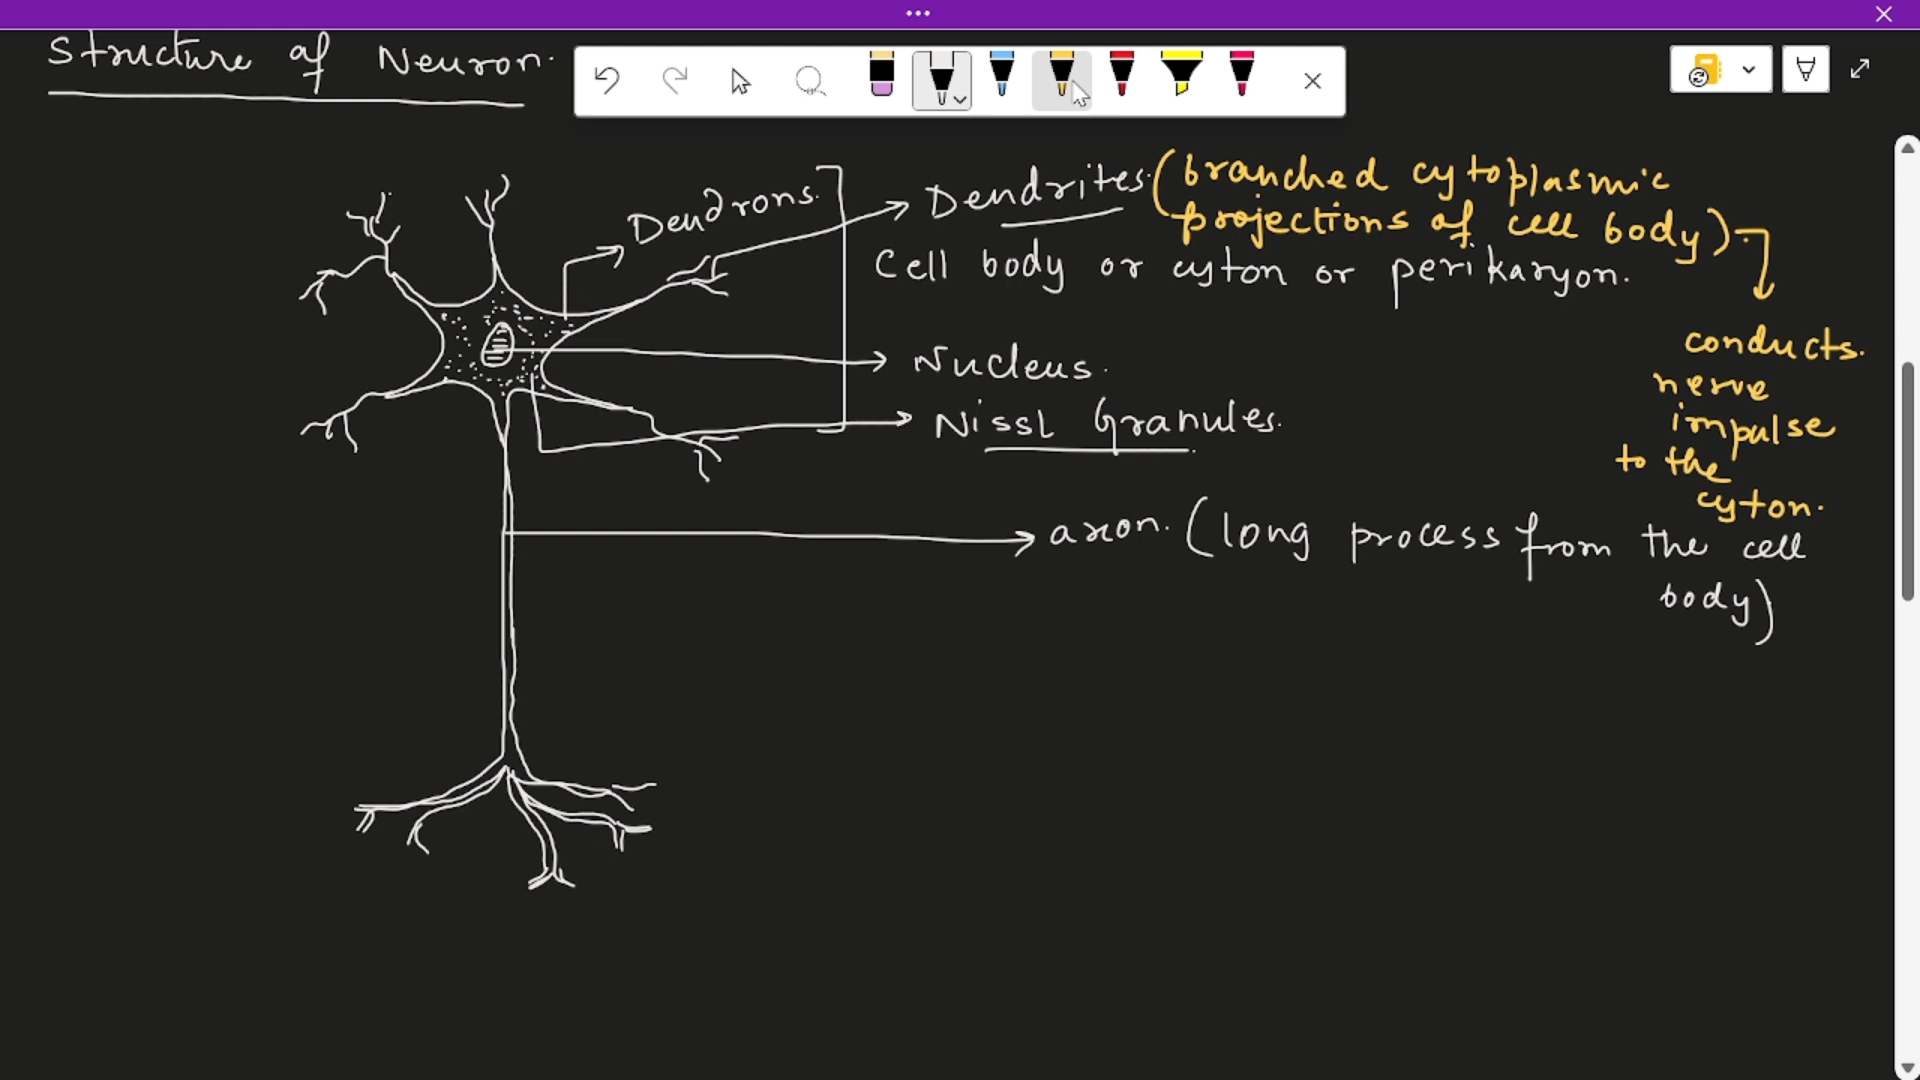 Structure of Neuron.
Dendrons.
Dendrites. (branched cytoplasmic
projections of cell body).
Cell body or cyton or perikaryon.
conducts.
nerve
impulse
to the
cyton.
Nucleus.
Nissl Granules.
axon. (long process from the cell
body)